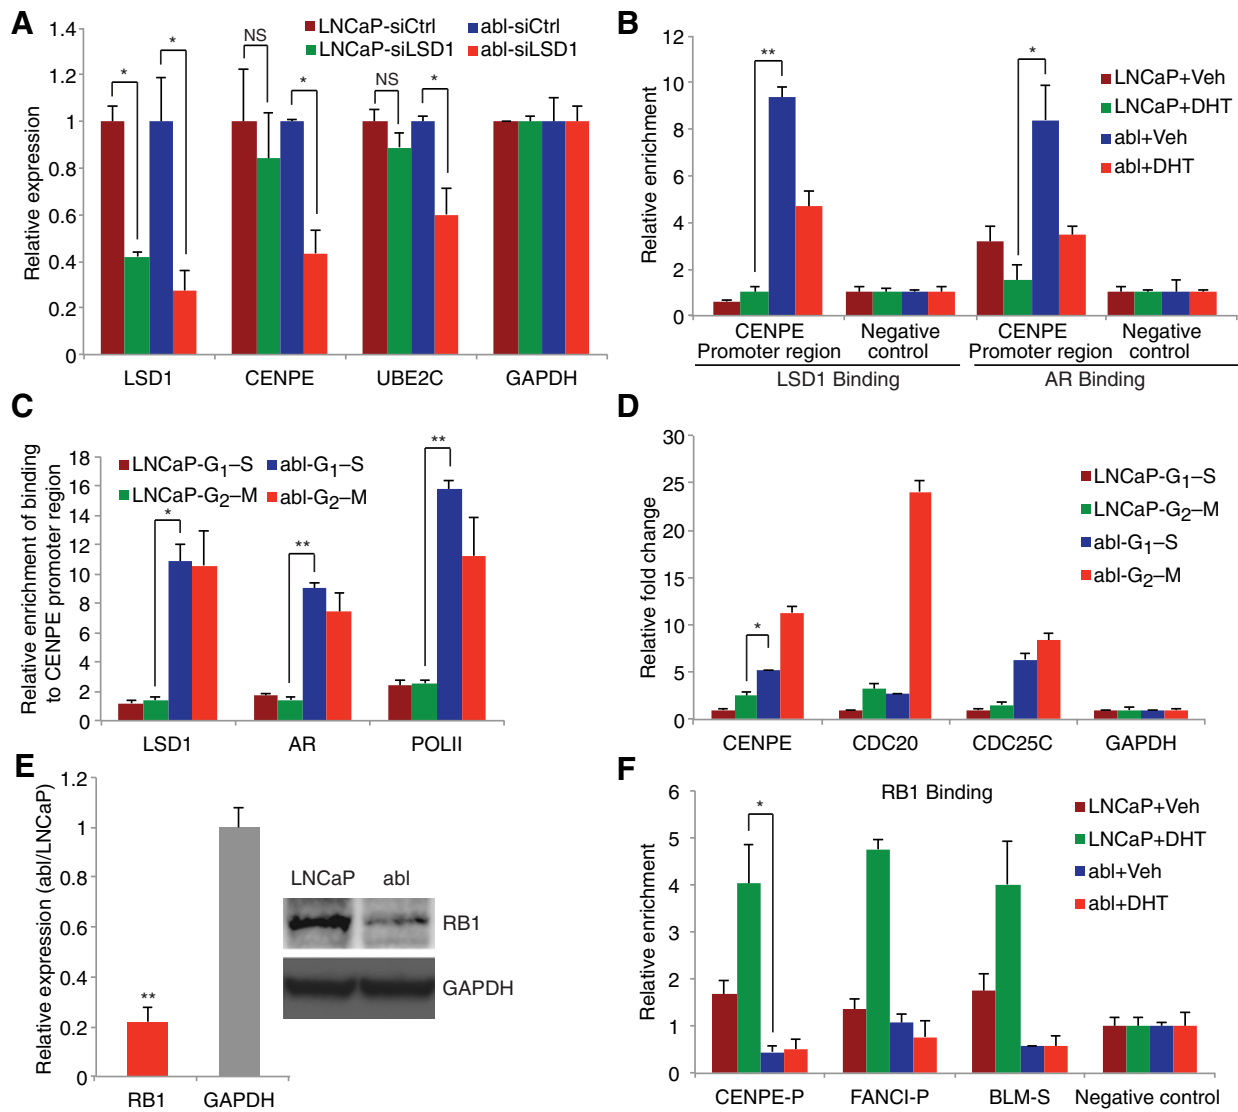 A
LNCaP-siCtrl abl-siCtrl
LNCaP-siLSD1 abl-siLSD1
Relative expression
1.4
1.2
1
0.8
0.6
0.4
0.2
0
* * NS * NS *
LSD1 CENPE UBE2C GAPDH
B
LNCaP+Veh
LNCaP+DHT
abl+Veh
abl+DHT
Relative enrichment
12
10
8
6
4
2
0
** *
CENPE Promoter region
Negative control
CENPE Promoter region
Negative control
LSD1 Binding AR Binding
C
LNCaP-G1–S abl-G1–S
LNCaP-G2–M abl-G2–M
Relative enrichment of binding
to CENPE promoter region
18
16
14
12
10
8
6
4
2
0
* ** **
LSD1 AR POLII
D
LNCaP-G1–S
LNCaP-G2–M
abl-G1–S
abl-G2–M
Relative fold change
30
25
20
15
10
5
0
*
CENPE CDC20 CDC25C GAPDH
E
Relative expression (abl/LNCaP)
1.2
1
0.8
0.6
0.4
0.2
0
**
RB1 GAPDH
LNCaP abl
RB1
GAPDH
F
RB1 Binding
LNCaP+Veh
LNCaP+DHT
abl+Veh
abl+DHT
Relative enrichment
6
5
4
3
2
1
0
*
CENPE-P FANCI-P BLM-S Negative control